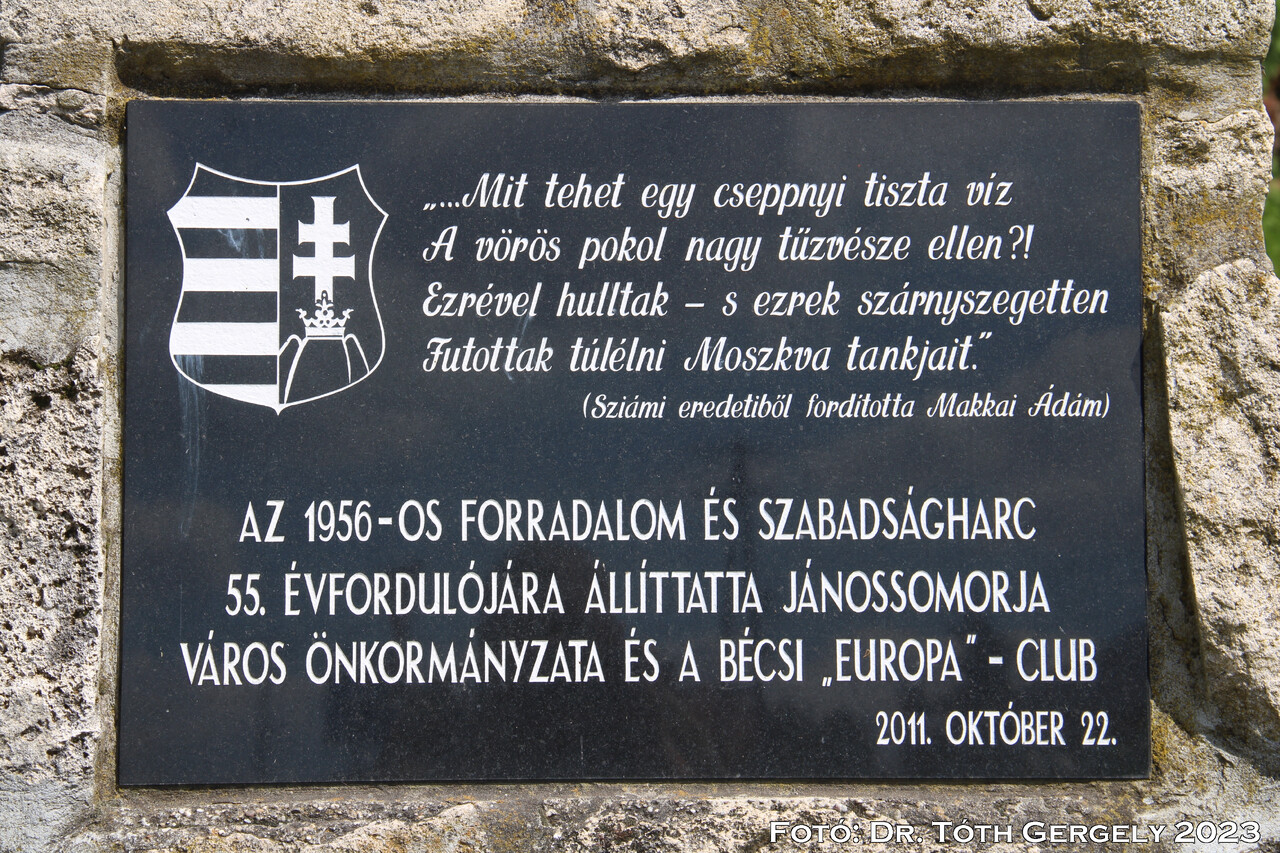 „...Mit tehet egy cseppnyi tiszta víz
A vörös pokol nagy tűzvésze ellen?!
Ezrével hulltak – s ezrek szárnyszegetten
Futottak túlélni Moszkva tankjait.”
(Sziámi eredetiből fordította Makkai Ádám)
AZ 1956-OS FORRADALOM ÉS SZABADSÁGHARC
55. ÉVFORDULÓJÁRA ÁLLÍTTATTA JÁNOSSOMORJA
VÁROS ÖNKORMÁNYZATA ÉS A BÉCSI „EUROPA” - CLUB
2011. OKTÓBER 22.
Fotó: Dr. Tóth Gergely 2023